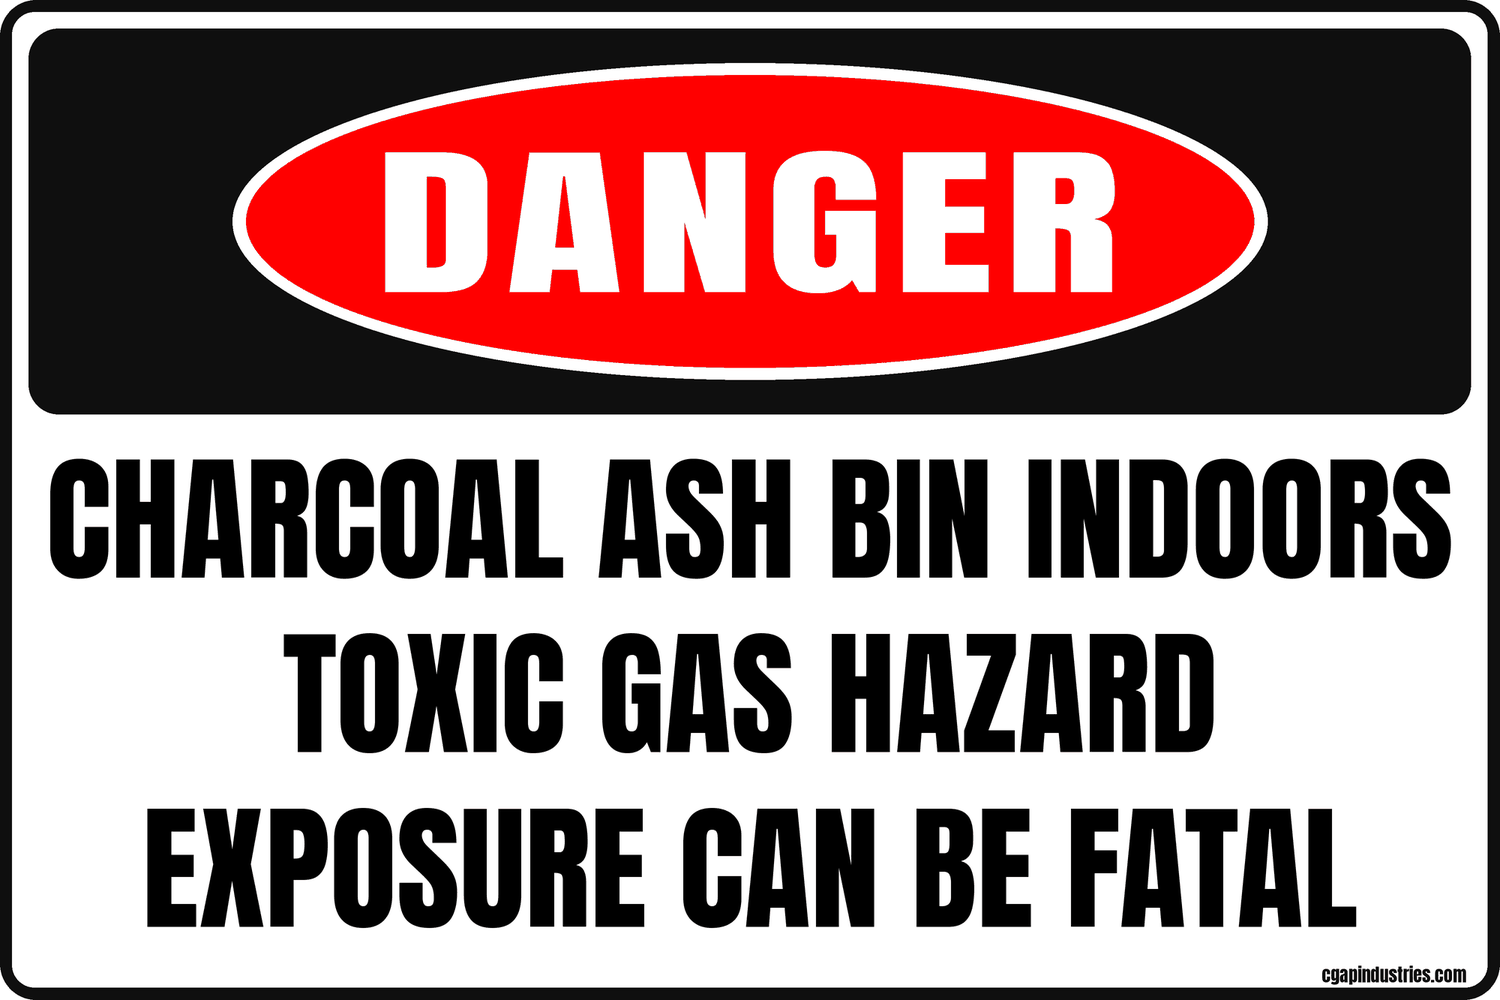 DANGER
CHARCOAL ASH BIN INDOORS
TOXIC GAS HAZARD
EXPOSURE CAN BE FATAL
cgapindustries.com